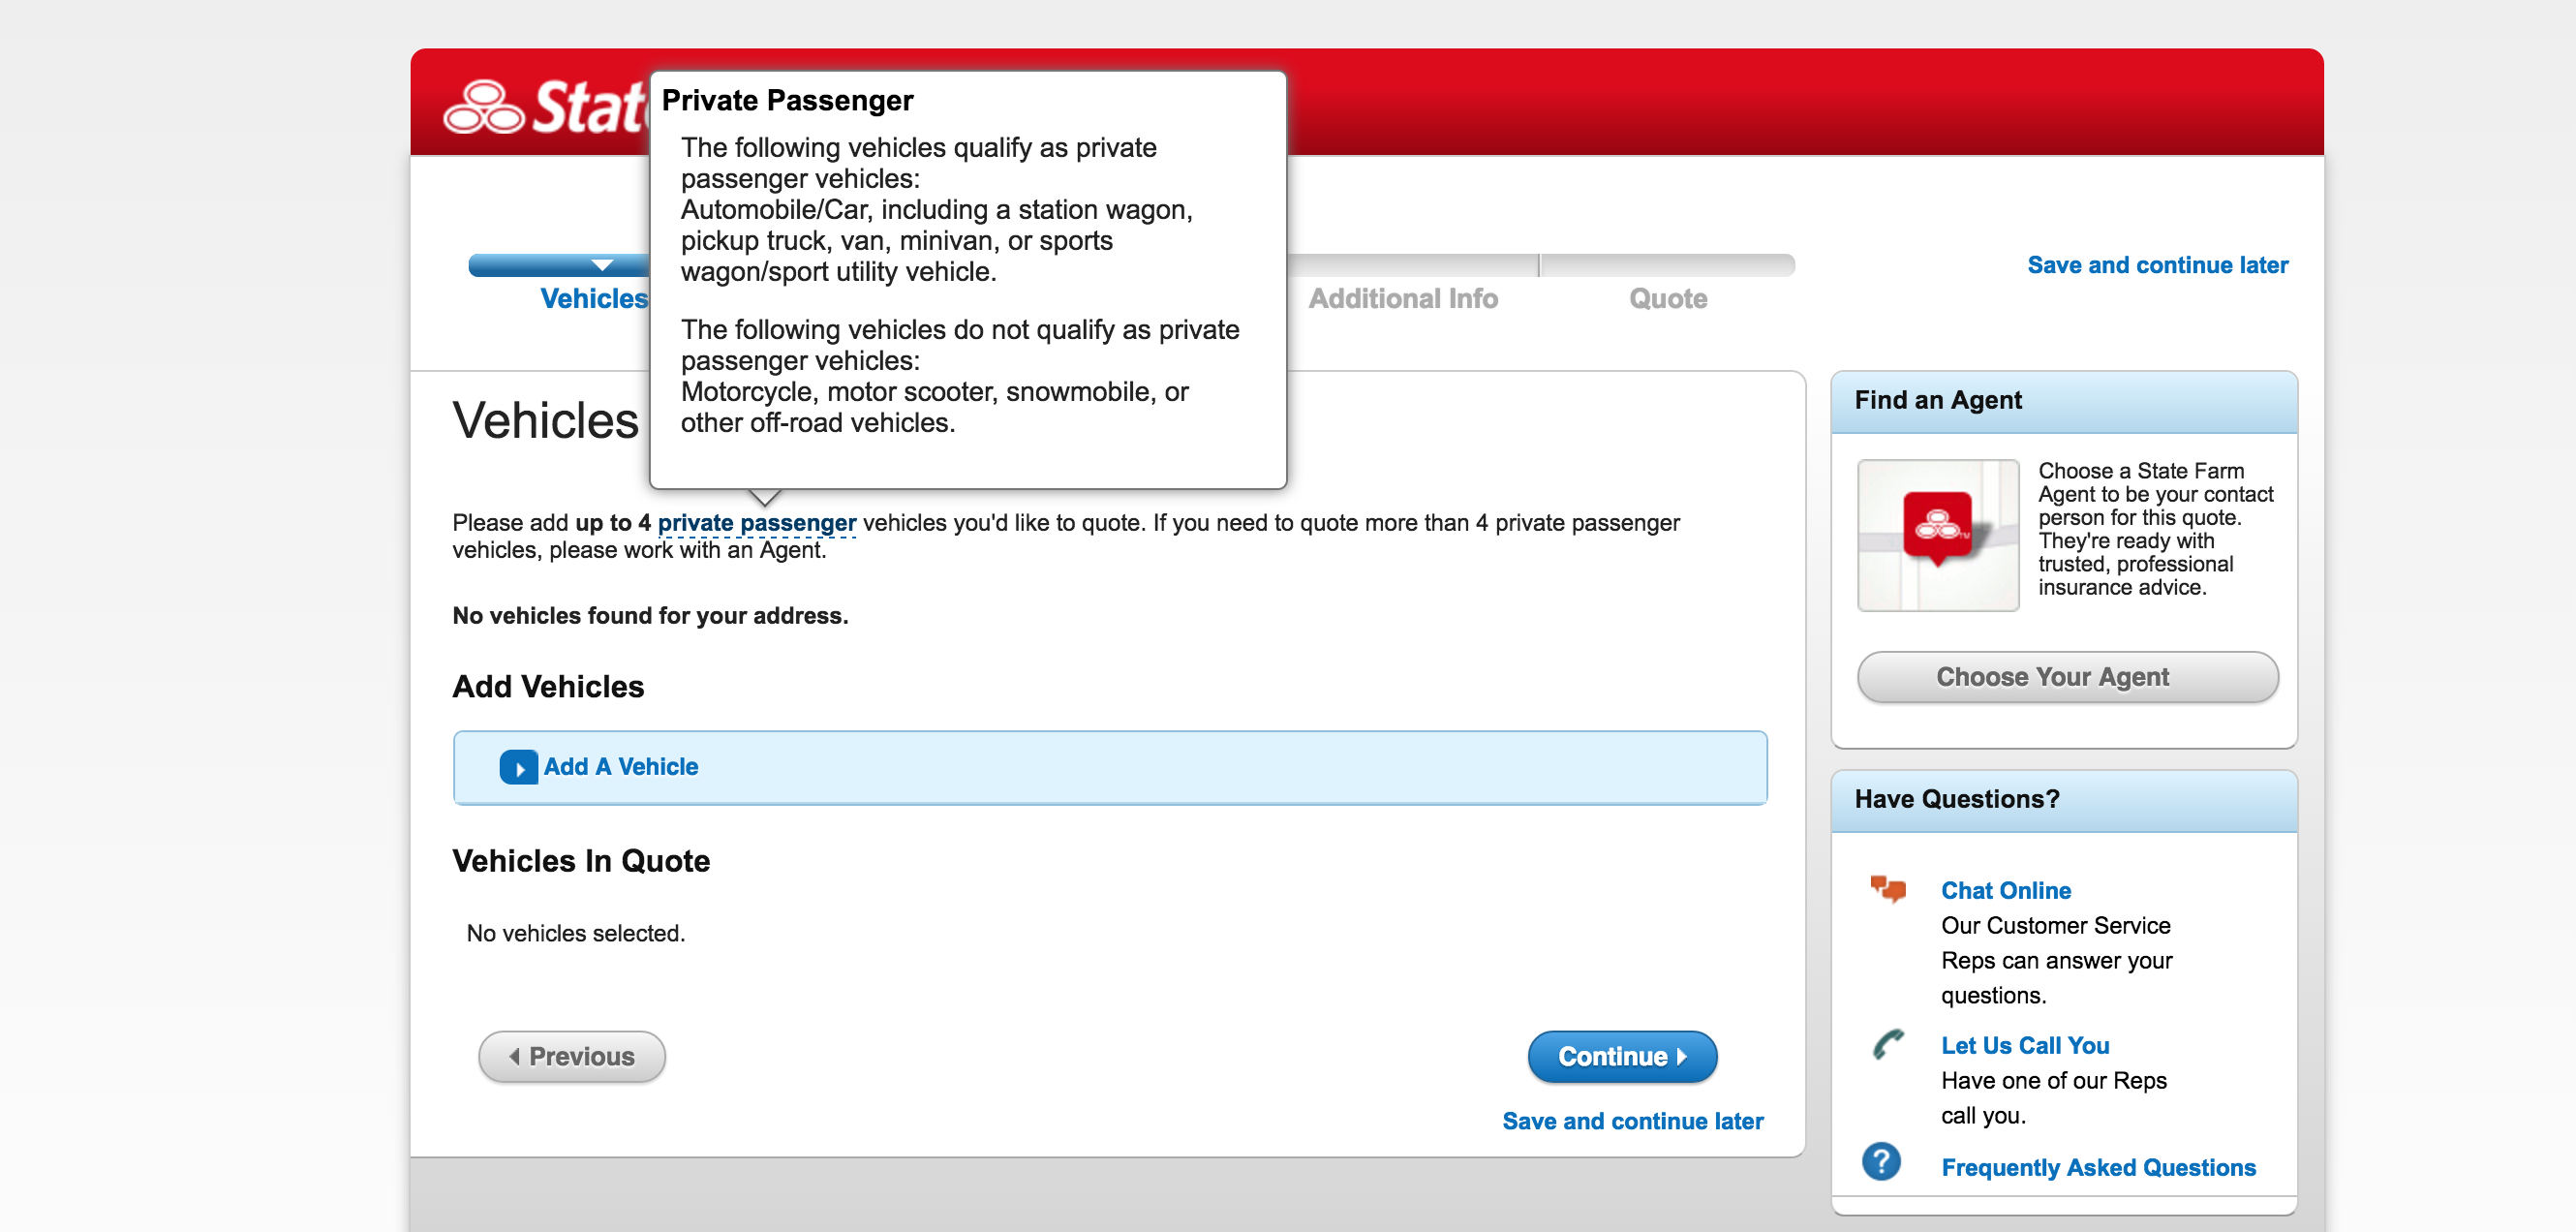 State
Private Passenger
The following vehicles qualify as private
passenger vehicles:
Automobile/Car, including a station wagon,
pickup truck, van, minivan, or sports
wagon/sport utility vehicle.
The following vehicles do not qualify as private
passenger vehicles:
Motorcycle, motor scooter, snowmobile, or
other off-road vehicles.
Vehicles
Additional Info
Quote
Save and continue later
Vehicles
Please add up to 4 private passenger vehicles you'd like to quote. If you need to quote more than 4 private passenger
vehicles, please work with an Agent.
No vehicles found for your address.
Add Vehicles
Add A Vehicle
Vehicles In Quote
No vehicles selected.
Previous
Continue
Save and continue later
Find an Agent
TM
Choose a State Farm
Agent to be your contact
person for this quote.
They're ready with
trusted, professional
insurance advice.
Choose Your Agent
Have Questions?
Chat Online
Our Customer Service
Reps can answer your
questions.
Let Us Call You
Have one of our Reps
call you.
?
Frequently Asked Questions